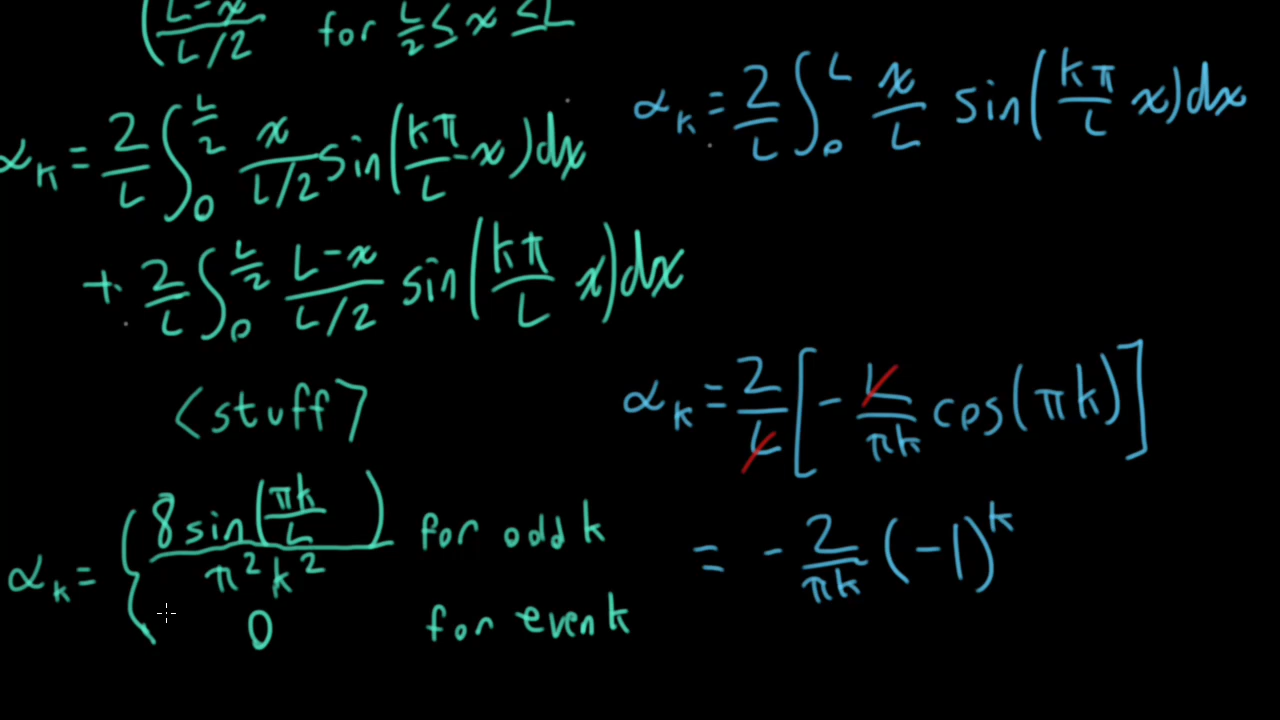 (L-x / L/2 for L/2 ≤ x ≤ L
α_k = 2/L ∫_0^{L/2} x / L/2 sin(kπ/L x) dx
+ 2/L ∫_0^{L/2} L-x / L/2 sin(kπ/L x) dx
<stuff>
α_k = { 8 sin(πk/L) / π²k² for odd k
0 for even k
α_k = 2/L ∫_0^L x/L sin(kπ/L x) dx
α_k = 2/L [ - L/πk cos(πk) ]
= - 2/πk (-1)^k